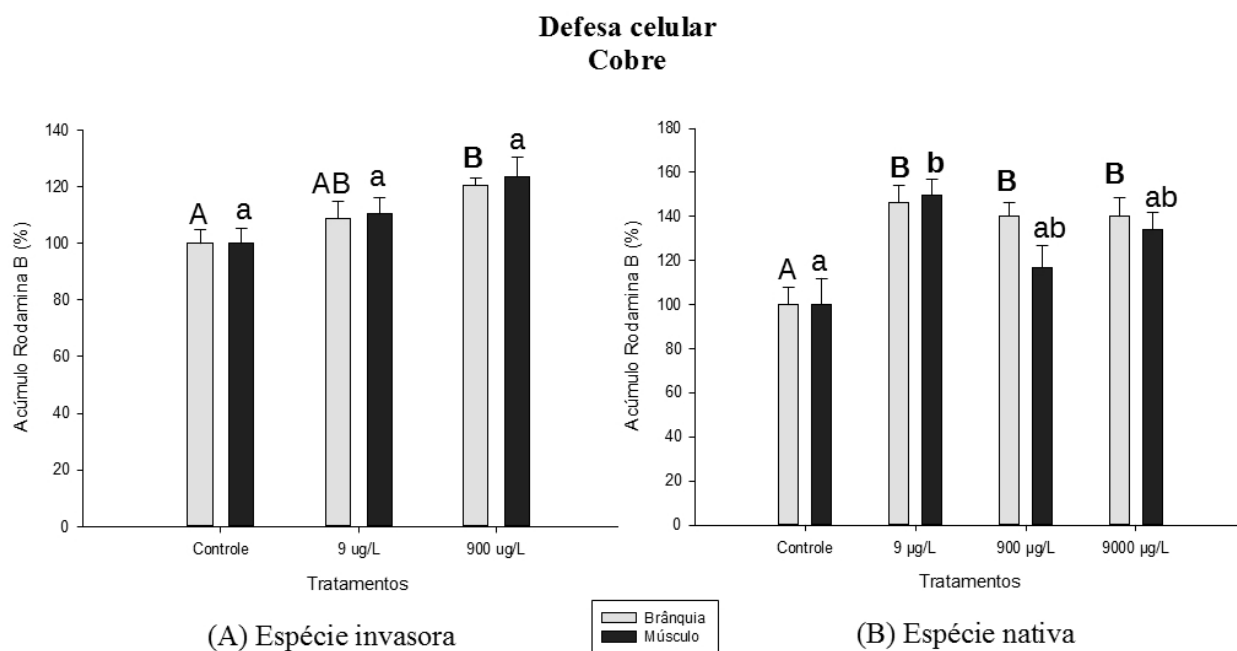 Defesa celular
Cobre
Acúmulo Rodamina B (%)
140
120
100
80
60
40
20
0
A
a
AB
a
B
a
Controle
9 ug/L
900 ug/L
Tratamentos
(A) Espécie invasora
Acúmulo Rodamina B (%)
180
160
140
120
100
80
60
40
20
0
A
a
B
b
B
ab
B
ab
Controle
9 µg/L
900 µg/L
9000 µg/L
Tratamentos
(B) Espécie nativa
Brânquia
Músculo